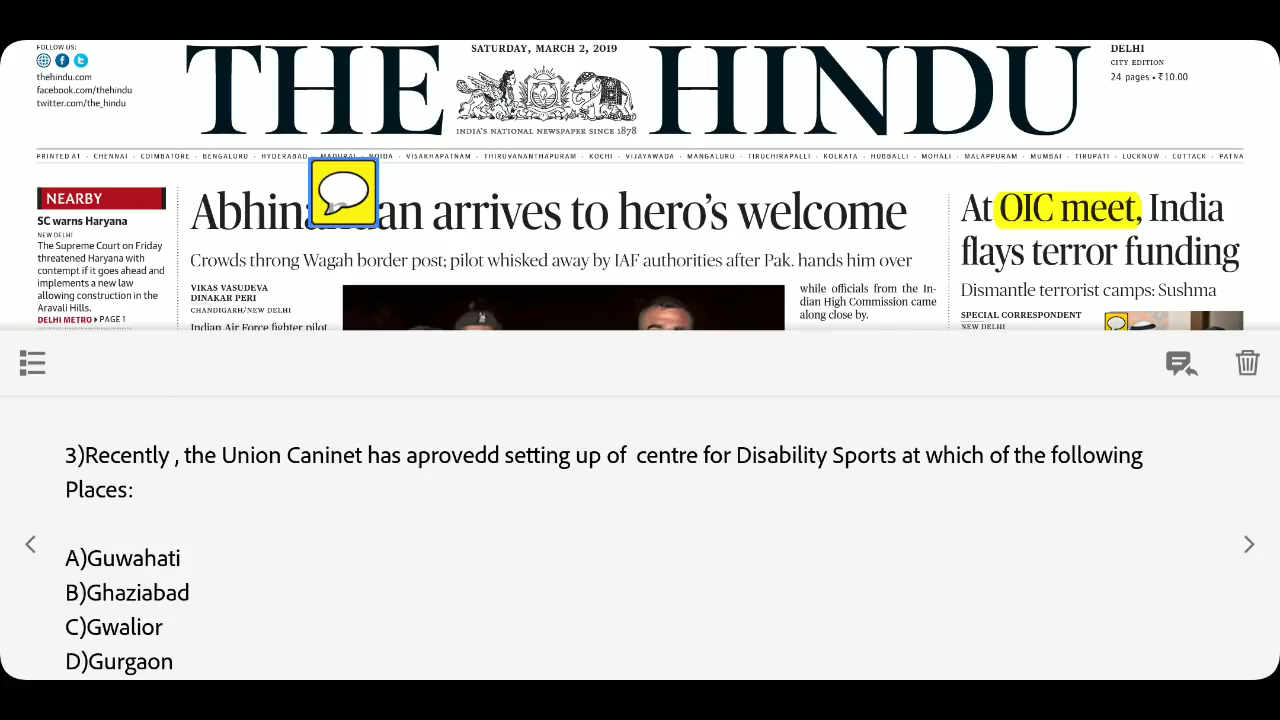 FOLLOW US:
thehindu.com
facebook.com/thehindu
twitter.com/the_hindu
THE HINDU
SATURDAY, MARCH 2, 2019
INDIA'S NATIONAL NEWSPAPER SINCE 1878
DELHI
CITY EDITION
24 pages • ₹10.00
PRINTED AT · CHENNAI · COIMBATORE · BENGALURU · HYDERABAD · MADURAI · NOIDA · VISAKHAPATNAM · THIRUVANANTHAPURAM · KOCHI · VIJAYAWADA · MANGALURU · TIRUCHIRAPALLI · KOLKATA · HUBBALLI · MOHALI · MALAPPURAM · MUMBAI · TIRUPATI · LUCKNOW · CUTTACK · PATNA
NEARBY
SC warns Haryana
NEW DELHI
The Supreme Court on Friday
threatened Haryana with
contempt if it goes ahead and
implements a new law
allowing construction in the
Aravali Hills.
DELHI METRO ▸ PAGE 1
arrives to hero's welcome
Crowds throng Wagah border post; pilot whisked away by IAF authorities after Pak. hands him over
VIKAS VASUDEVA
DINAKAR PERI
CHANDIGARH/NEW DELHI
Indian Air Force fighter pilot
while officials from the In-
dian High Commission came
along close by.
At OIC meet, India
flays terror funding
Dismantle terrorist camps: Sushma
SPECIAL CORRESPONDENT
NEW DELHI
3)Recently , the Union Caninet has aprovedd setting up of centre for Disability Sports at which of the following
Places:
A)Guwahati
B)Ghaziabad
C)Gwalior
D)Gurgaon